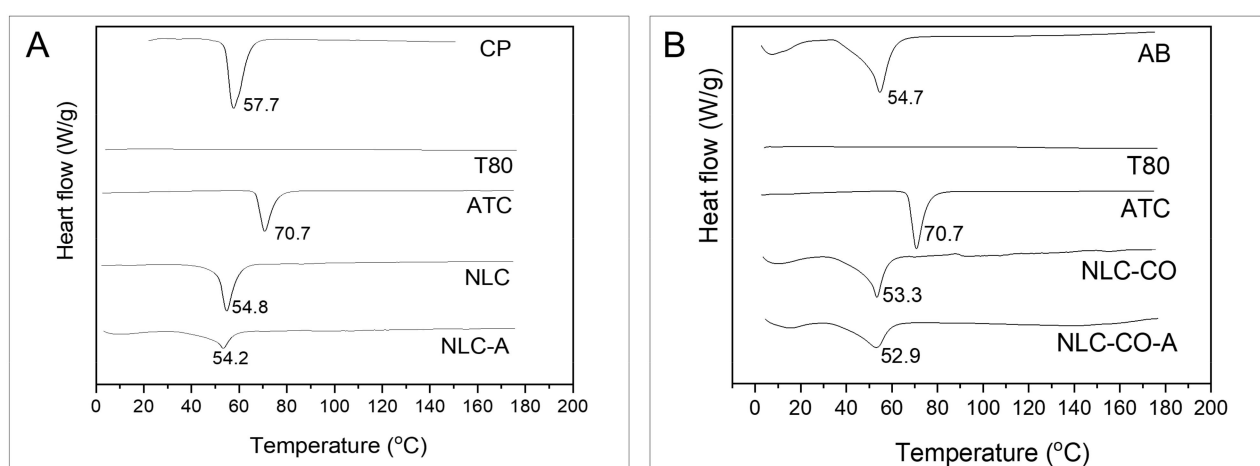 A
CP
57.7
T80
ATC
70.7
NLC
54.8
NLC-A
54.2
Heart flow (W/g)
0 20 40 60 80 100 120 140 160 180 200
Temperature (°C)
B
AB
54.7
T80
ATC
70.7
NLC-CO
53.3
NLC-CO-A
52.9
Heat flow (W/g)
0 20 40 60 80 100 120 140 160 180 200
Temperature (°C)